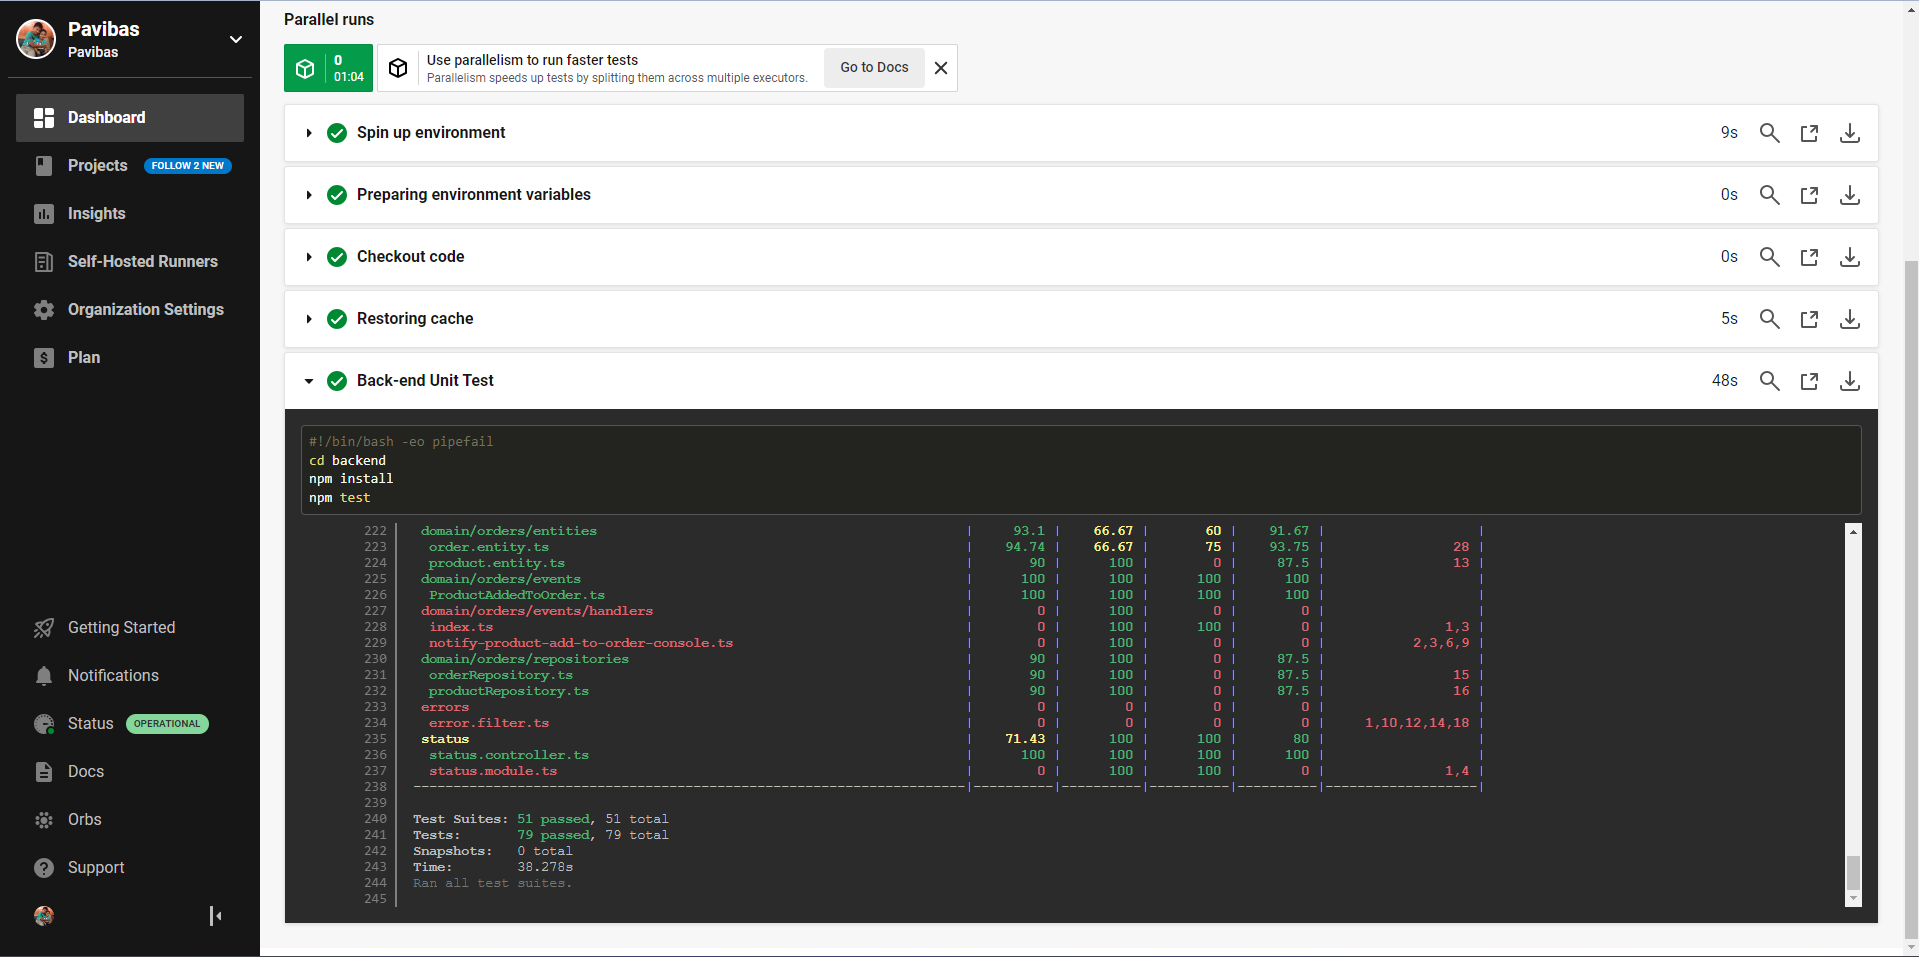 Pavibas
Pavibas
Dashboard
Projects FOLLOW 2 NEW
Insights
Self-Hosted Runners
Organization Settings
Plan
Getting Started
Notifications
Status OPERATIONAL
Docs
Orbs
Support
Parallel runs
0
01:04
Use parallelism to run faster tests
Parallelism speeds up tests by splitting them across multiple executors.
Go to Docs
Spin up environment 9s
Preparing environment variables 0s
Checkout code 0s
Restoring cache 5s
Back-end Unit Test 48s
#!/bin/bash -eo pipefail
cd backend
npm install
npm test
222 domain/orders/entities | 93.1 | 66.67 | 60 | 91.67 | |
223 order.entity.ts | 94.74 | 66.67 | 75 | 93.75 | 28 |
224 product.entity.ts | 90 | 100 | 0 | 87.5 | 13 |
225 domain/orders/events | 100 | 100 | 100 | 100 | |
226 ProductAddedToOrder.ts | 100 | 100 | 100 | 100 | |
227 domain/orders/events/handlers | 0 | 100 | 0 | 0 | |
228 index.ts | 0 | 100 | 100 | 0 | 1,3 |
229 notify-product-add-to-order-console.ts | 0 | 100 | 0 | 0 | 2,3,6,9 |
230 domain/orders/repositories | 90 | 100 | 0 | 87.5 | |
231 orderRepository.ts | 90 | 100 | 0 | 87.5 | 15 |
232 productRepository.ts | 90 | 100 | 0 | 87.5 | 16 |
233 errors | 0 | 0 | 0 | 0 | |
234 error.filter.ts | 0 | 0 | 0 | 0 | 1,10,12,14,18 |
235 status | 71.43 | 100 | 100 | 80 | |
236 status.controller.ts | 100 | 100 | 100 | 100 | |
237 status.module.ts | 0 | 100 | 100 | 0 | 1,4 |
238 ---------------------------------------------------------------------|----------|----------|----------|----------|-------------------|
239
240 Test Suites: 51 passed, 51 total
241 Tests: 79 passed, 79 total
242 Snapshots: 0 total
243 Time: 38.278s
244 Ran all test suites.
245